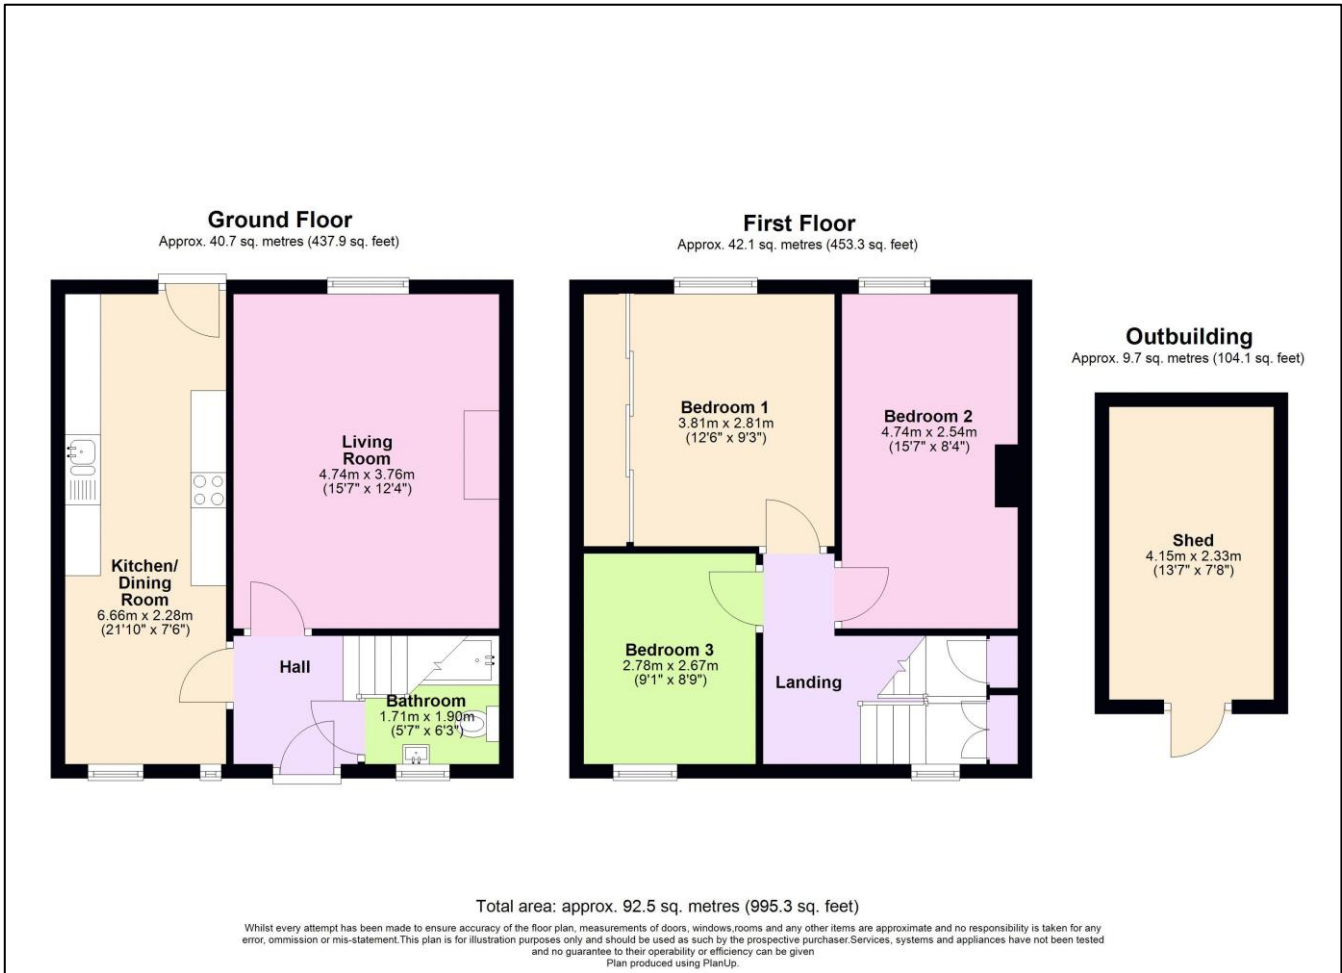 Ground Floor
Approx. 40.7 sq. metres (437.9 sq. feet)
Kitchen/
Dining
Room
6.66m x 2.28m
(21'10" x 7'6")
Living
Room
4.74m x 3.76m
(15'7" x 12'4")
Hall
Bathroom
1.71m x 1.90m
(5'7" x 6'3")
First Floor
Approx. 42.1 sq. metres (453.3 sq. feet)
Bedroom 1
3.81m x 2.81m
(12'6" x 9'3")
Bedroom 2
4.74m x 2.54m
(15'7" x 8'4")
Bedroom 3
2.78m x 2.67m
(9'1" x 8'9")
Landing
Outbuilding
Approx. 9.7 sq. metres (104.1 sq. feet)
Shed
4.15m x 2.33m
(13'7" x 7'8")
Total area: approx. 92.5 sq. metres (995.3 sq. feet)
Whilst every attempt has been made to ensure accuracy of the floor plan, measurements of doors, windows,rooms and any other items are approximate and no responsibility is taken for any
error, ommission or mis-statement.This plan is for illustration purposes only and should be used as such by the prospective purchaser.Services, systems and appliances have not been tested
and no guarantee to their operability or efficiency can be given
Plan produced using PlanUp.